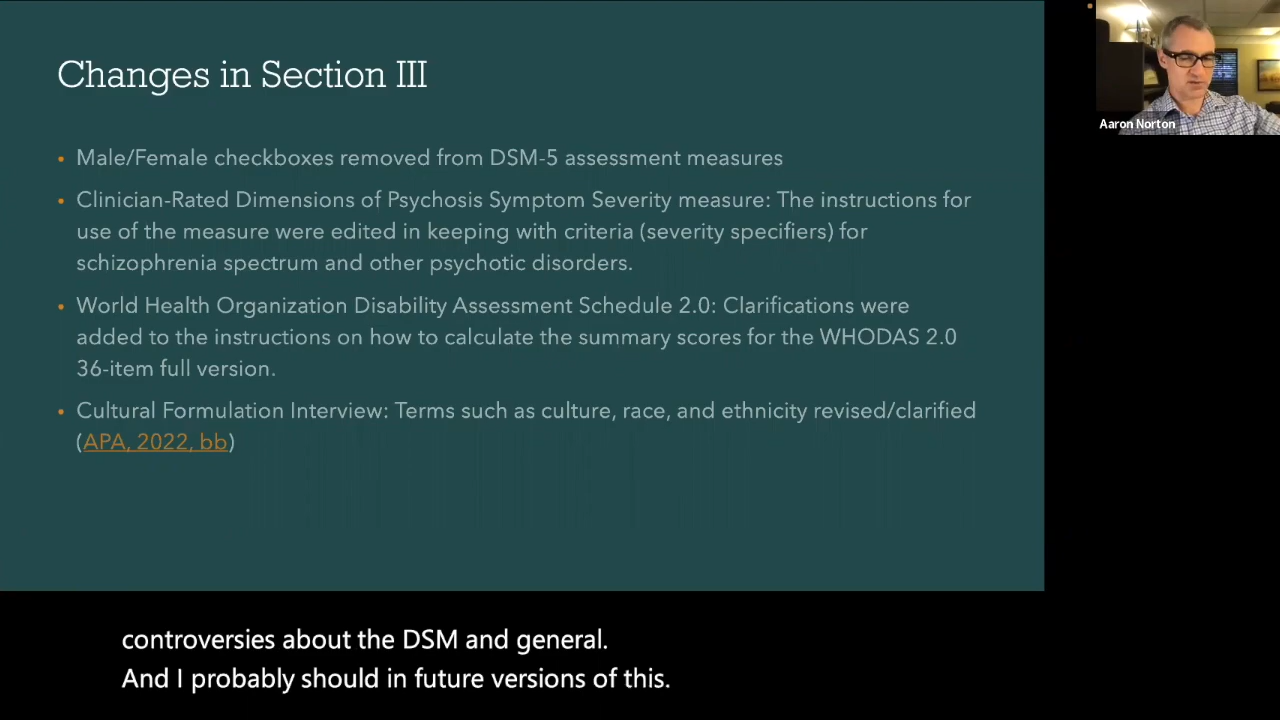 Changes in Section III
• Male/Female checkboxes removed from DSM-5 assessment measures
• Clinician-Rated Dimensions of Psychosis Symptom Severity measure: The instructions for
use of the measure were edited in keeping with criteria (severity specifiers) for
schizophrenia spectrum and other psychotic disorders.
• World Health Organization Disability Assessment Schedule 2.0: Clarifications were
added to the instructions on how to calculate the summary scores for the WHODAS 2.0
36-item full version.
• Cultural Formulation Interview: Terms such as culture, race, and ethnicity revised/clarified
(APA, 2022, bb)
Aaron Norton
controversies about the DSM and general.
And I probably should in future versions of this.